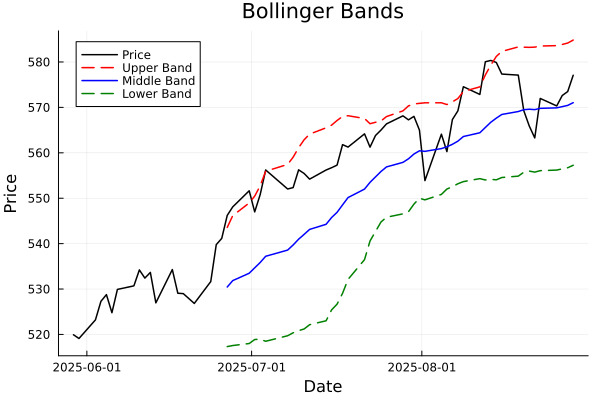 Bollinger Bands
Price
Upper Band
Middle Band
Lower Band
580
570
560
550
540
530
520
Price
2025-06-01
2025-07-01
2025-08-01
Date